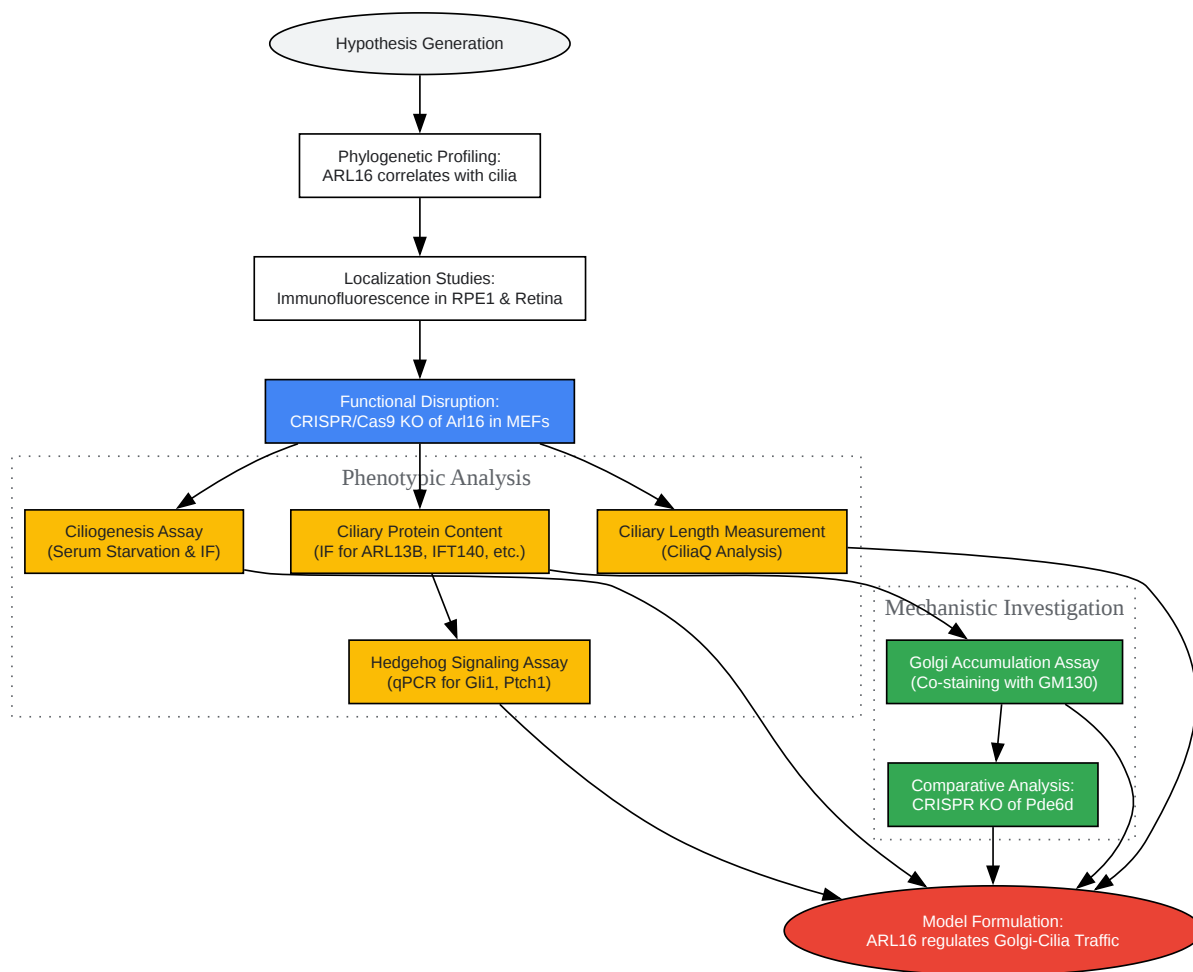 Hypothesis Generation
Phylogenetic Profiling:
ARL16 correlates with cilia
Localization Studies:
Immunofluorescence in RPE1 & Retina
Functional Disruption:
CRISPR/Cas9 KO of Arl16 in MEFs
Phenotypic Analysis
Ciliogenesis Assay
(Serum Starvation & IF)
Ciliary Protein Content
(IF for ARL13B, IFT140, etc.)
Ciliary Length Measurement
(CiliaQ Analysis)
Mechanistic Investigation
Hedgehog Signaling Assay
(qPCR for Gli1, Ptch1)
Golgi Accumulation Assay
(Co-staining with GM130)
Comparative Analysis:
CRISPR KO of Pde6d
Model Formulation:
ARL16 regulates Golgi-Cilia Traffic